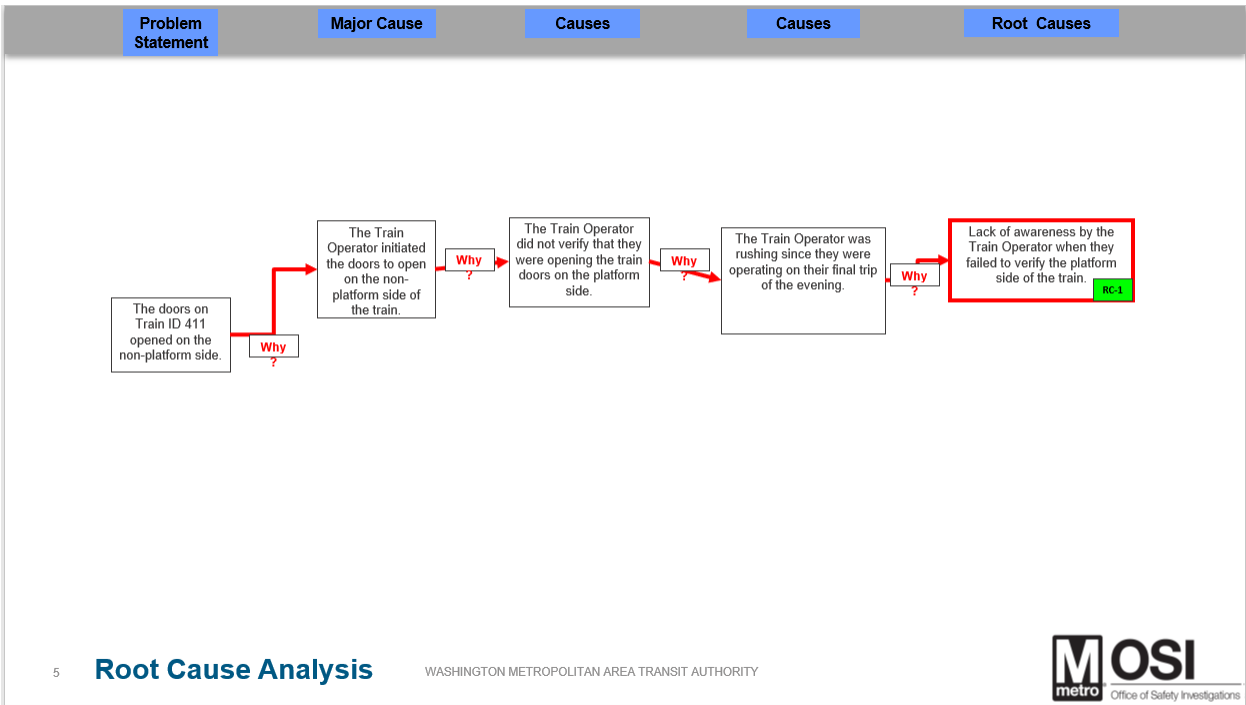 Problem
Statement
Major Cause
Causes
Causes
Root Causes
The doors on
Train ID 411
opened on the
non-platform side.
Why
?
The Train
Operator initiated
the doors to open
on the non-
platform side of
the train.
Why
?
The Train Operator
did not verify that they
were opening the train
doors on the platform
side.
Why
?
The Train Operator was
rushing since they were
operating on their final trip
of the evening.
Why
?
Lack of awareness by the
Train Operator when they
failed to verify the platform
side of the train.
RC-1
5
Root Cause Analysis
WASHINGTON METROPOLITAN AREA TRANSIT AUTHORITY
M
metro
OSI
Office of Safety Investigations